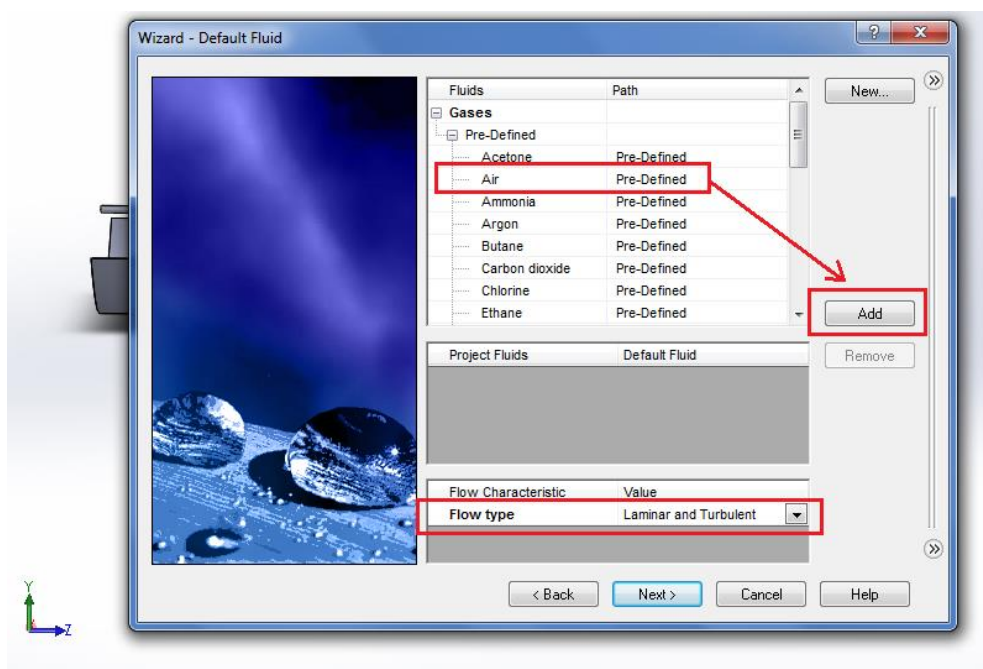 Wizard - Default Fluid
? X
Fluids Path
New...
Gases
Pre-Defined
Acetone Pre-Defined
Air Pre-Defined
Ammonia Pre-Defined
Argon Pre-Defined
Butane Pre-Defined
Carbon dioxide Pre-Defined
Chlorine Pre-Defined
Ethane Pre-Defined
Add
Project Fluids Default Fluid
Remove
Flow Characteristic Value
Flow type Laminar and Turbulent
< Back Next > Cancel Help
Y
Z